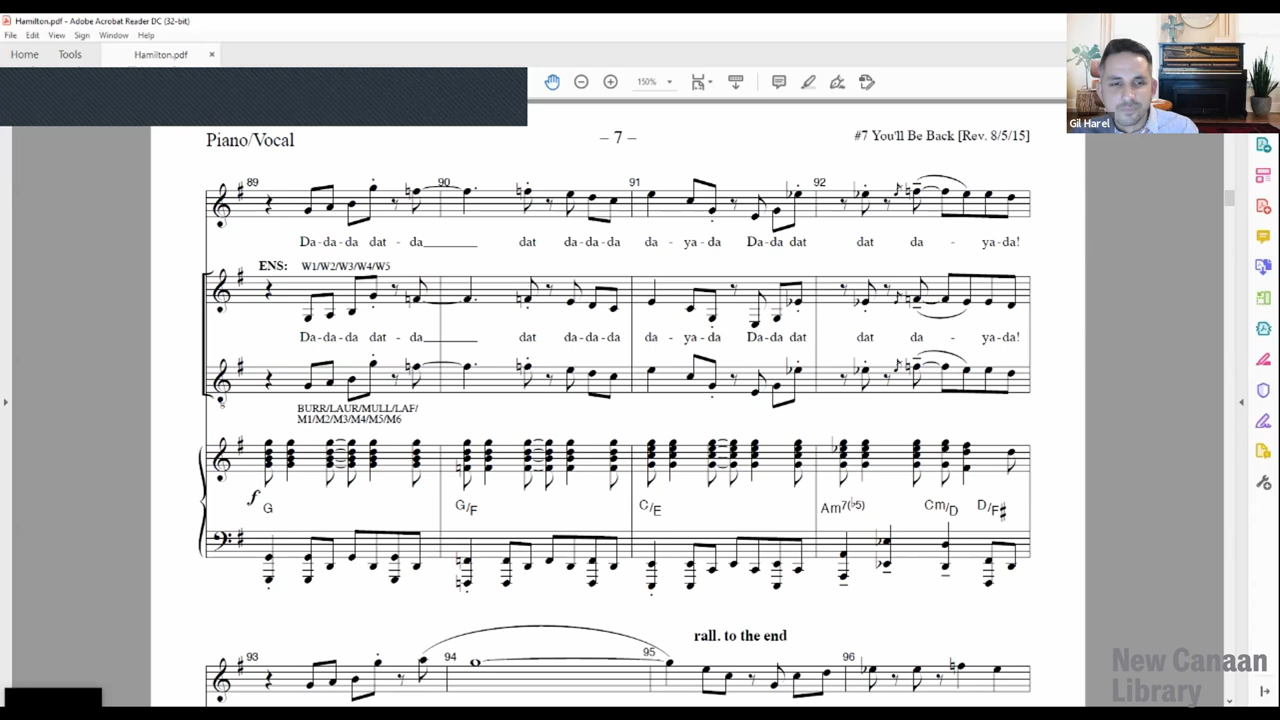 Hamilton.pdf - Adobe Acrobat Reader DC (32-bit)
File Edit View Sign Window Help
Home Tools Hamilton.pdf ×
150%
Gil Harel
Piano/Vocal – 7 – #7 You'll Be Back [Rev. 8/5/15]
89 90 91 92
Da-da-da dat - da____ dat da-da-da da - ya-da Da-da dat dat da - ya-da!
ENS: W1/W2/W3/W4/W5
Da-da-da dat - da____ dat da-da-da da - ya-da Da-da dat dat da - ya-da!
8
BURR/LAUR/MULL/LAF/
M1/M2/M3/M4/M5/M6
f G G/F C/E Am7(♭5) Cm/D D/F♯
rall. to the end
93 94 95 96
New Canaan
Library